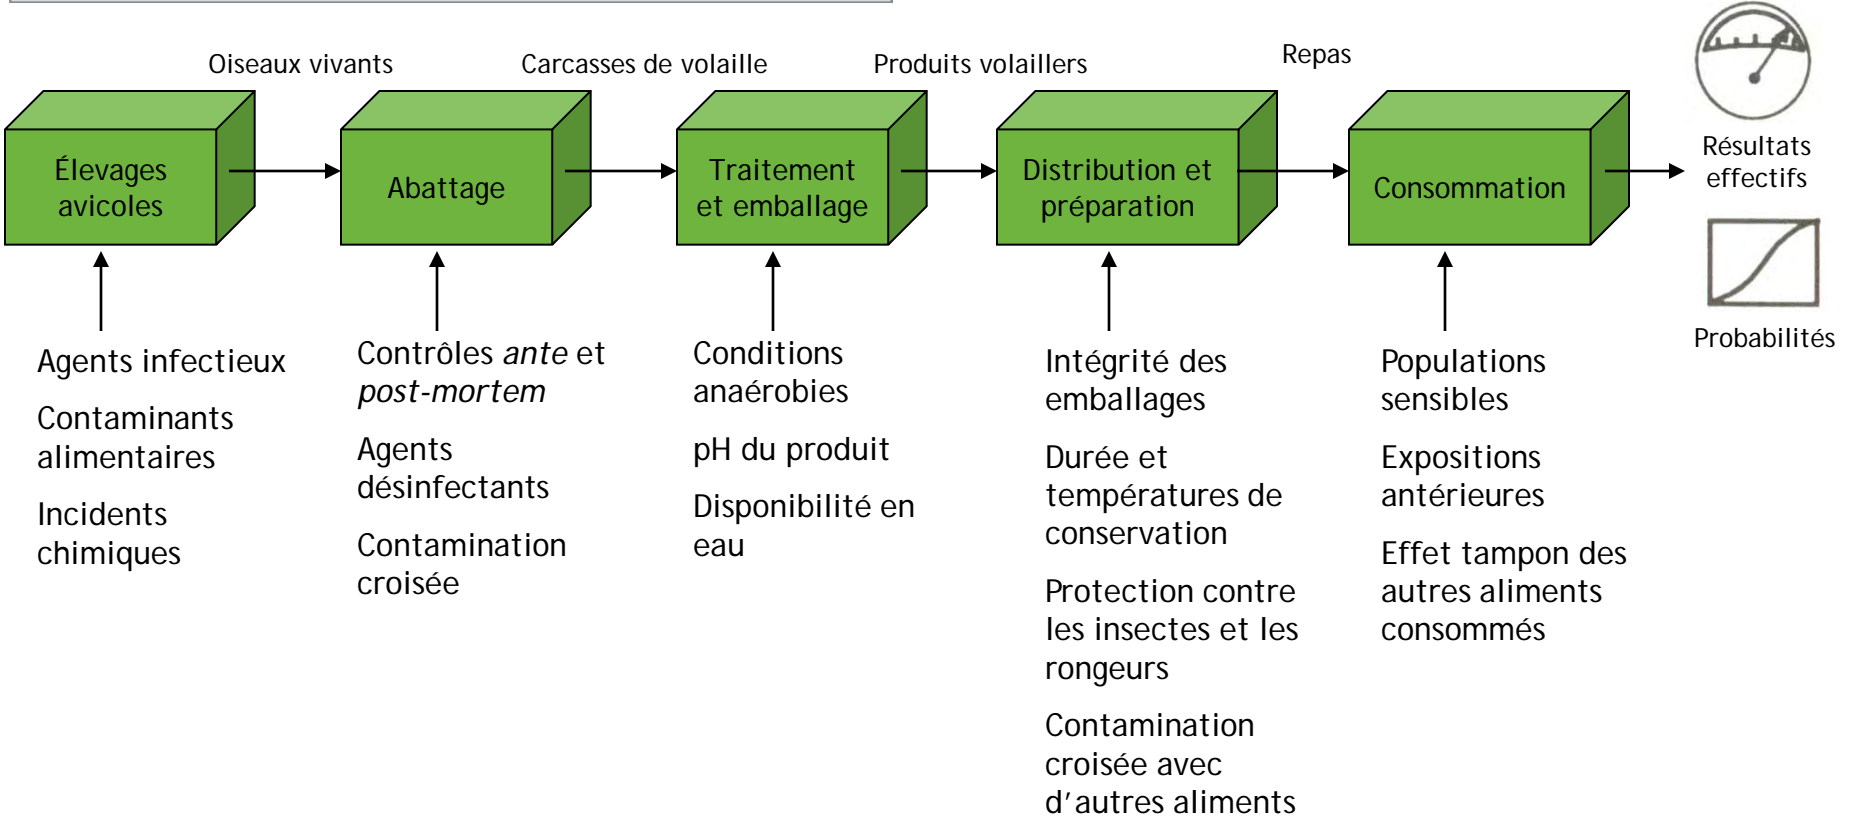 Oiseaux vivants
Carcasses de volaille
Produits volaillers
Repas
Élevages
avicoles
Abattage
Traitement
et emballage
Distribution et
préparation
Consommation
Résultats
effectifs
Probabilités
Agents infectieux
Contaminants
alimentaires
Incidents
chimiques
Contrôles ante et
post-mortem
Agents
désinfectants
Contamination
croisée
Conditions
anaérobies
pH du produit
Disponibilité en
eau
Intégrité des
emballages
Durée et
températures de
conservation
Protection contre
les insectes et les
rongeurs
Contamination
croisée avec
d’autres aliments
Populations
sensibles
Expositions
antérieures
Effet tampon des
autres aliments
consommés